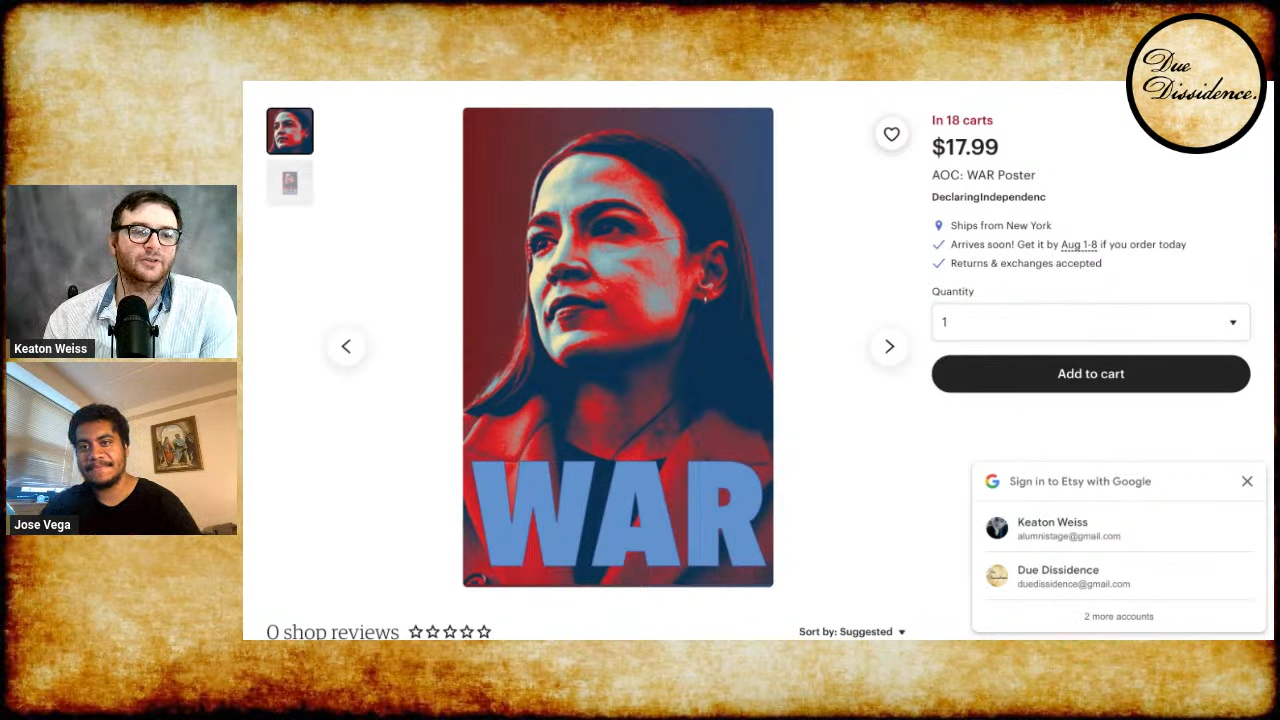 Due
Dissidence.
In 18 carts
$17.99
AOC: WAR Poster
DeclaringIndependenc
Ships from New York
Arrives soon! Get it by Aug 1-8 if you order today
Returns & exchanges accepted
Quantity
1
Add to cart
WAR
Keaton Weiss
Jose Vega
Sign in to Etsy with Google
Keaton Weiss
alumnistage@gmail.com
Due Dissidence
duedissidence@gmail.com
2 more accounts
0 shop reviews
Sort by: Suggested